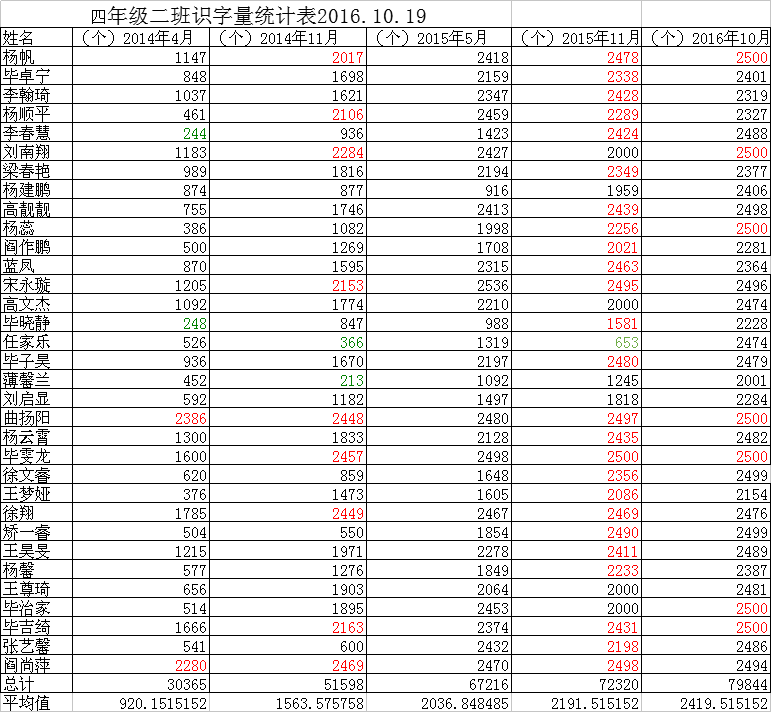 四年级二班识字量统计表2016.10.19
姓名 （个）2014年4月 （个）2014年11月 （个）2015年5月 （个）2015年11月 （个）2016年10月
杨帆 1147 2017 2418 2478 2500
毕卓宁 848 1698 2159 2338 2401
李翰琦 1037 1621 2347 2428 2319
杨顺平 461 2106 2459 2289 2327
李春慧 244 936 1423 2424 2488
刘南翔 1183 2284 2427 2000 2500
梁春艳 989 1816 2194 2349 2377
杨建鹏 874 877 916 1959 2406
高靓靓 755 1746 2413 2439 2498
杨蕊 386 1082 1998 2256 2500
阎作鹏 500 1269 1708 2021 2281
蓝凤 870 1595 2315 2463 2364
宋永璇 1205 2153 2536 2495 2496
高文杰 1092 1774 2210 2000 2474
毕晓静 248 847 988 1581 2228
任家乐 526 366 1319 653 2474
毕子昊 936 1670 2197 2480 2479
薄馨兰 452 213 1092 1245 2001
刘启显 592 1182 1497 1818 2284
曲扬阳 2386 2448 2480 2497 2500
杨云霄 1300 1833 2128 2435 2482
毕雯龙 1600 2457 2498 2500 2500
徐文睿 620 859 1648 2356 2499
王梦娅 376 1473 1605 2086 2154
徐翔 1785 2449 2467 2469 2476
矫一睿 504 550 1854 2490 2499
王昊旻 1215 1971 2278 2411 2489
杨馨 577 1276 1849 2233 2387
王尊琦 656 1903 2064 2000 2481
毕治家 514 1895 2453 2000 2500
毕吉绮 1666 2163 2374 2431 2500
张艺馨 541 600 2432 2198 2486
阎尚萍 2280 2469 2470 2498 2494
总计 30365 51598 67216 72320 79844
平均值 920.1515152 1563.575758 2036.848485 2191.515152 2419.515152